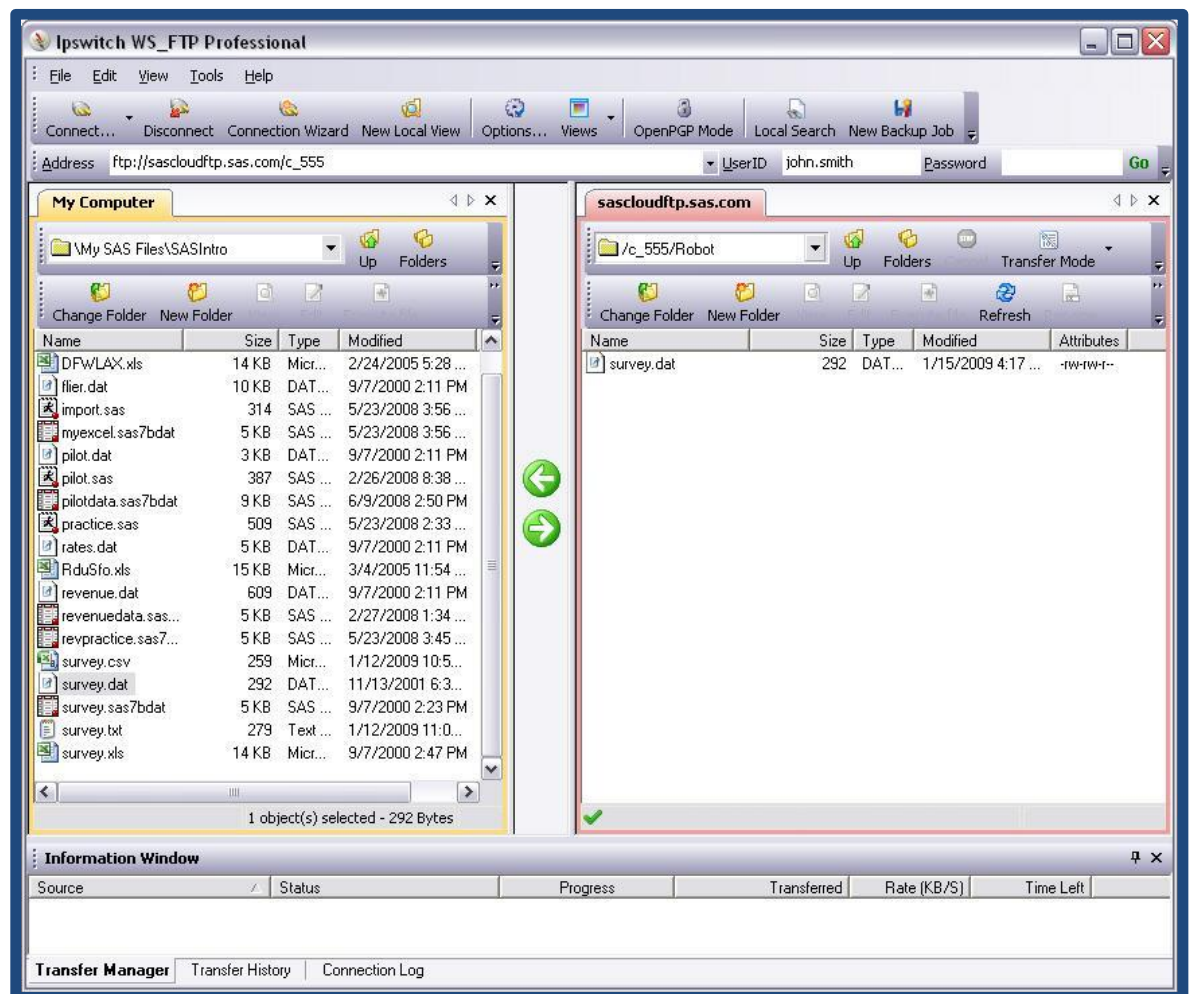 Ipswitch WS_FTP Professional
File Edit View Tools Help
Connect... Disconnect Connection Wizard New Local View Options... Views OpenPGP Mode Local Search New Backup Job
Address ftp://sascloudftp.sas.com/c_555 UserID john.smith Password Go
My Computer
\My SAS Files\SASIntro Up Folders
Change Folder New Folder
Name Size Type Modified
DFWLAX.xls 14 KB Micr... 2/24/2005 5:28 ...
flier.dat 10 KB DAT... 9/7/2000 2:11 PM
import.sas 314 SAS ... 5/23/2008 3:56 ...
myexcel.sas7bdat 5 KB SAS ... 5/23/2008 3:56 ...
pilot.dat 3 KB DAT... 9/7/2000 2:11 PM
pilot.sas 387 SAS ... 2/26/2008 8:38 ...
pilotdata.sas7bdat 9 KB SAS ... 6/9/2008 2:50 PM
practice.sas 509 SAS ... 5/23/2008 2:33 ...
rates.dat 5 KB DAT... 9/7/2000 2:11 PM
RduSfo.xls 15 KB Micr... 3/4/2005 11:54 ...
revenue.dat 609 DAT... 9/7/2000 2:11 PM
revenuedata.sas... 5 KB SAS ... 2/27/2008 1:34 ...
revpractice.sas7... 5 KB SAS ... 5/23/2008 3:45 ...
survey.csv 259 Micr... 1/12/2009 10:5...
survey.dat 292 DAT... 11/13/2001 6:3...
survey.sas7bdat 5 KB SAS ... 9/7/2000 2:23 PM
survey.txt 279 Text ... 1/12/2009 11:0...
survey.xls 14 KB Micr... 9/7/2000 2:47 PM
1 object(s) selected - 292 Bytes
sascloudftp.sas.com
/c_555/Robot Up Folders Cancel Transfer Mode
Change Folder New Folder Refresh
Name Size Type Modified Attributes
survey.dat 292 DAT... 1/15/2009 4:17 ... -rw-rw-r--
Information Window
Source Status Progress Transferred Rate (KB/S) Time Left
Transfer Manager Transfer History Connection Log